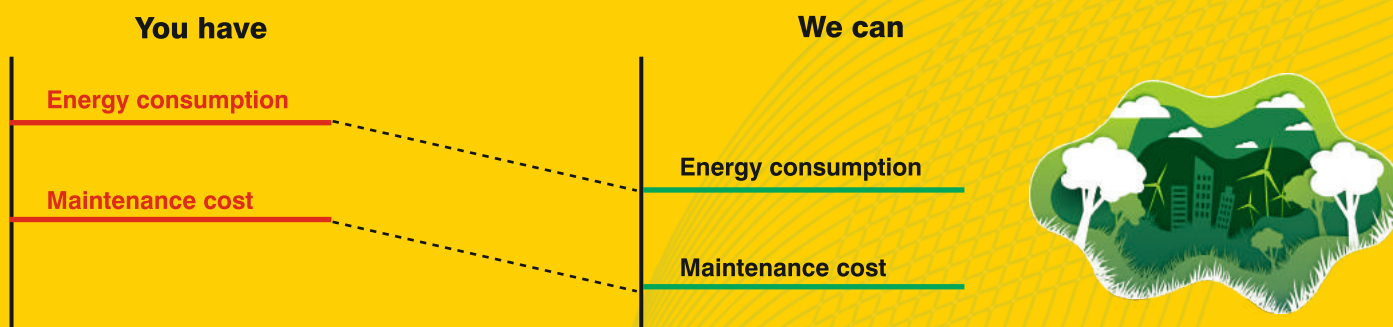 You have
Energy consumption
Maintenance cost
We can
Energy consumption
Maintenance cost